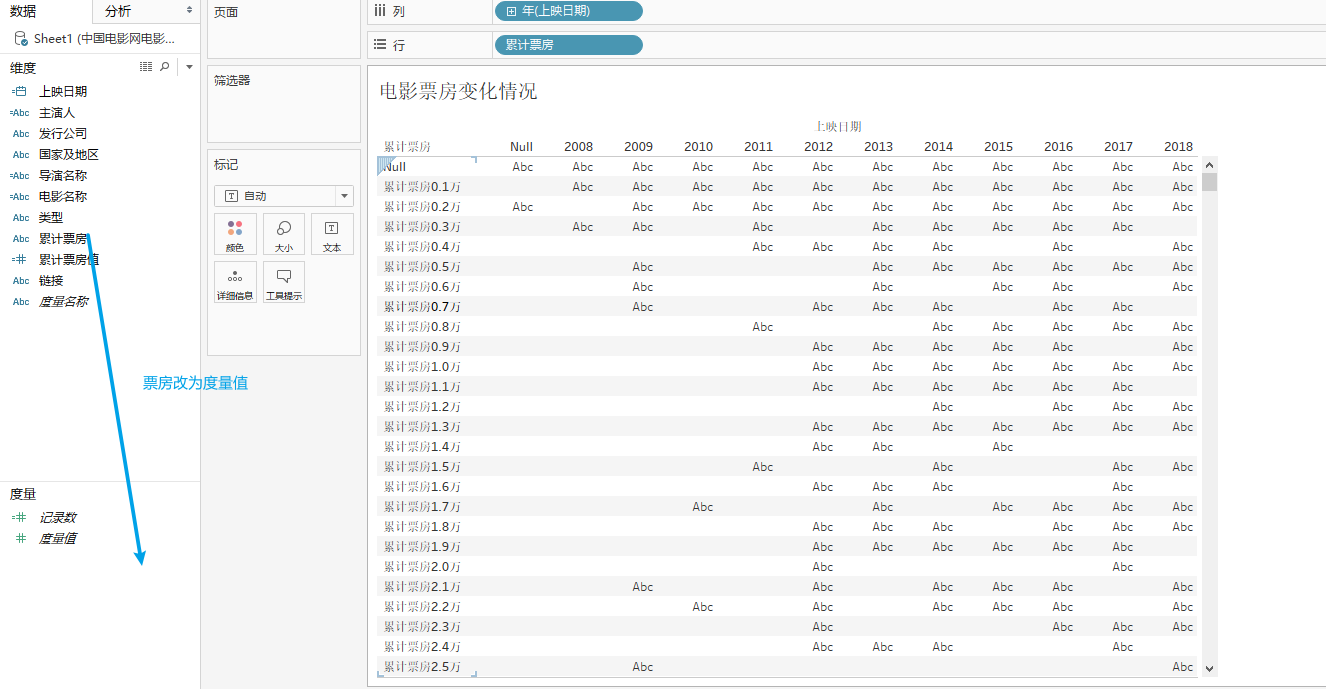 数据 分析
Sheet1 (中国电影网电影...
维度
上映日期
Abc 主演人
Abc 发行公司
Abc 国家及地区
Abc 导演名称
Abc 电影名称
Abc 类型
Abc 累计票房
累计票房值
Abc 链接
Abc 度量名称
票房改为度量值
度量
记录数
度量值
页面
筛选器
标记
自动
颜色 大小 文本
详细信息 工具提示
列 年(上映日期)
行 累计票房
电影票房变化情况
上映日期
累计票房 Null 2008 2009 2010 2011 2012 2013 2014 2015 2016 2017 2018
Null Abc Abc Abc Abc Abc Abc Abc Abc Abc Abc Abc Abc
累计票房0.1万 Abc Abc Abc Abc Abc Abc Abc Abc Abc Abc Abc
累计票房0.2万 Abc Abc Abc Abc Abc Abc Abc Abc Abc Abc Abc
累计票房0.3万 Abc Abc Abc Abc Abc Abc Abc Abc
累计票房0.4万 Abc Abc Abc Abc Abc Abc
累计票房0.5万 Abc Abc Abc Abc Abc Abc Abc
累计票房0.6万 Abc Abc Abc Abc Abc
累计票房0.7万 Abc Abc Abc Abc Abc Abc
累计票房0.8万 Abc Abc Abc Abc Abc Abc
累计票房0.9万 Abc Abc Abc Abc Abc Abc
累计票房1.0万 Abc Abc Abc Abc Abc Abc Abc
累计票房1.1万 Abc Abc Abc Abc Abc Abc
累计票房1.2万 Abc Abc Abc Abc
累计票房1.3万 Abc Abc Abc Abc Abc Abc Abc
累计票房1.4万 Abc Abc Abc
累计票房1.5万 Abc Abc Abc Abc
累计票房1.6万 Abc Abc Abc Abc
累计票房1.7万 Abc Abc Abc Abc Abc Abc
累计票房1.8万 Abc Abc Abc Abc Abc Abc
累计票房1.9万 Abc Abc Abc Abc Abc Abc
累计票房2.0万 Abc Abc
累计票房2.1万 Abc Abc Abc Abc Abc Abc
累计票房2.2万 Abc Abc Abc Abc Abc Abc
累计票房2.3万 Abc Abc Abc Abc
累计票房2.4万 Abc Abc Abc Abc
累计票房2.5万 Abc Abc